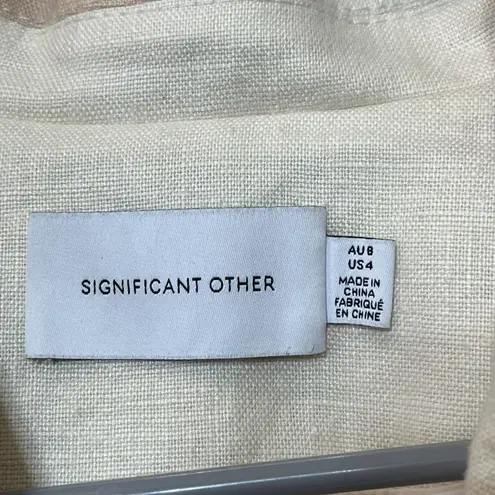 SIGNIFICANT OTHER
AU8
US4
MADE IN
CHINA
FABRIQUÉ
EN CHINE